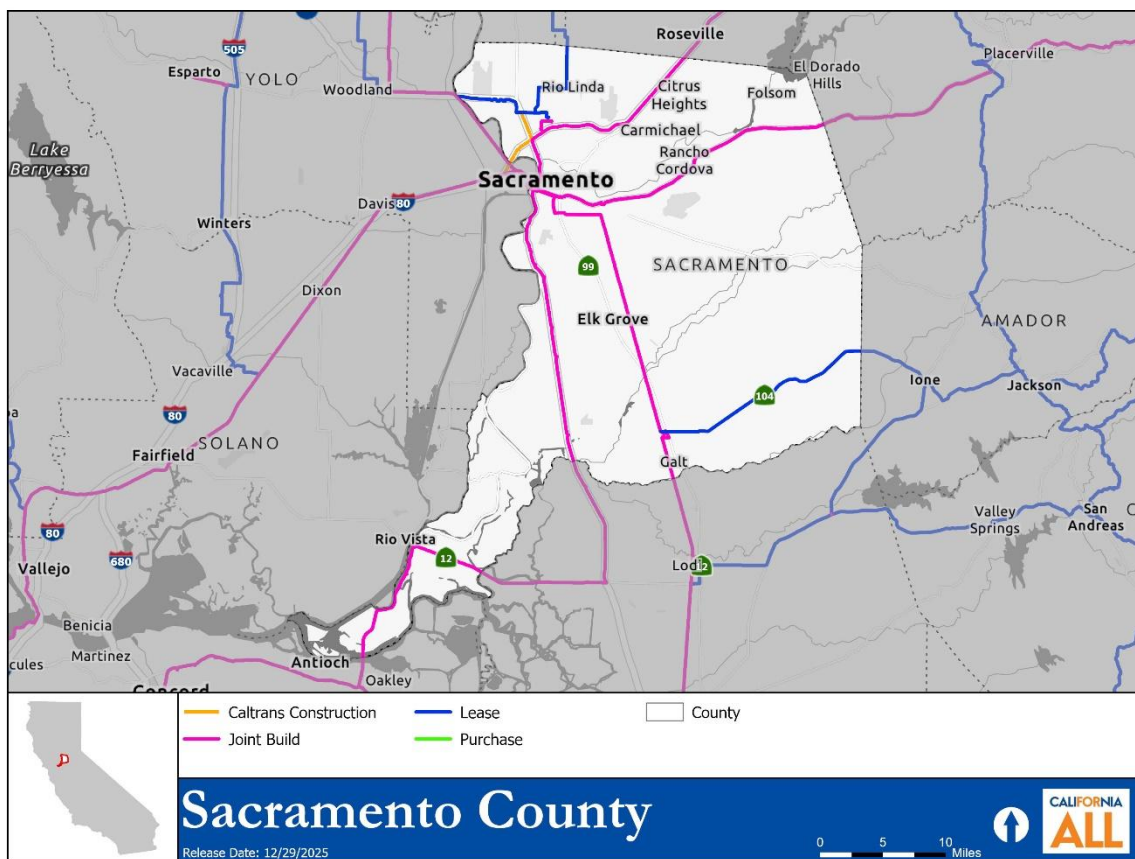 Roseville
Placerville
505
Esparto
YOLO
Woodland
Rio Linda
Citrus
Heights
Folsom
El Dorado
Hills
Carmichael
Rancho
Cordova
Lake
Berryessa
Sacramento
Davis
80
Winters
99
SACRAMENTO
Dixon
Elk Grove
AMADOR
Vacaville
Ione
Jackson
104
80
SOLANO
Fairfield
Galt
Valley
Springs
San
Andreas
80
680
Rio Vista
12
Lodi
Vallejo
Benicia
Martinez
Antioch
Oakley
Caltrans Construction
Lease
County
Joint Build
Purchase
Sacramento County
Release Date: 12/29/2025
0 5 10
Miles
CALIFORNIA
ALL